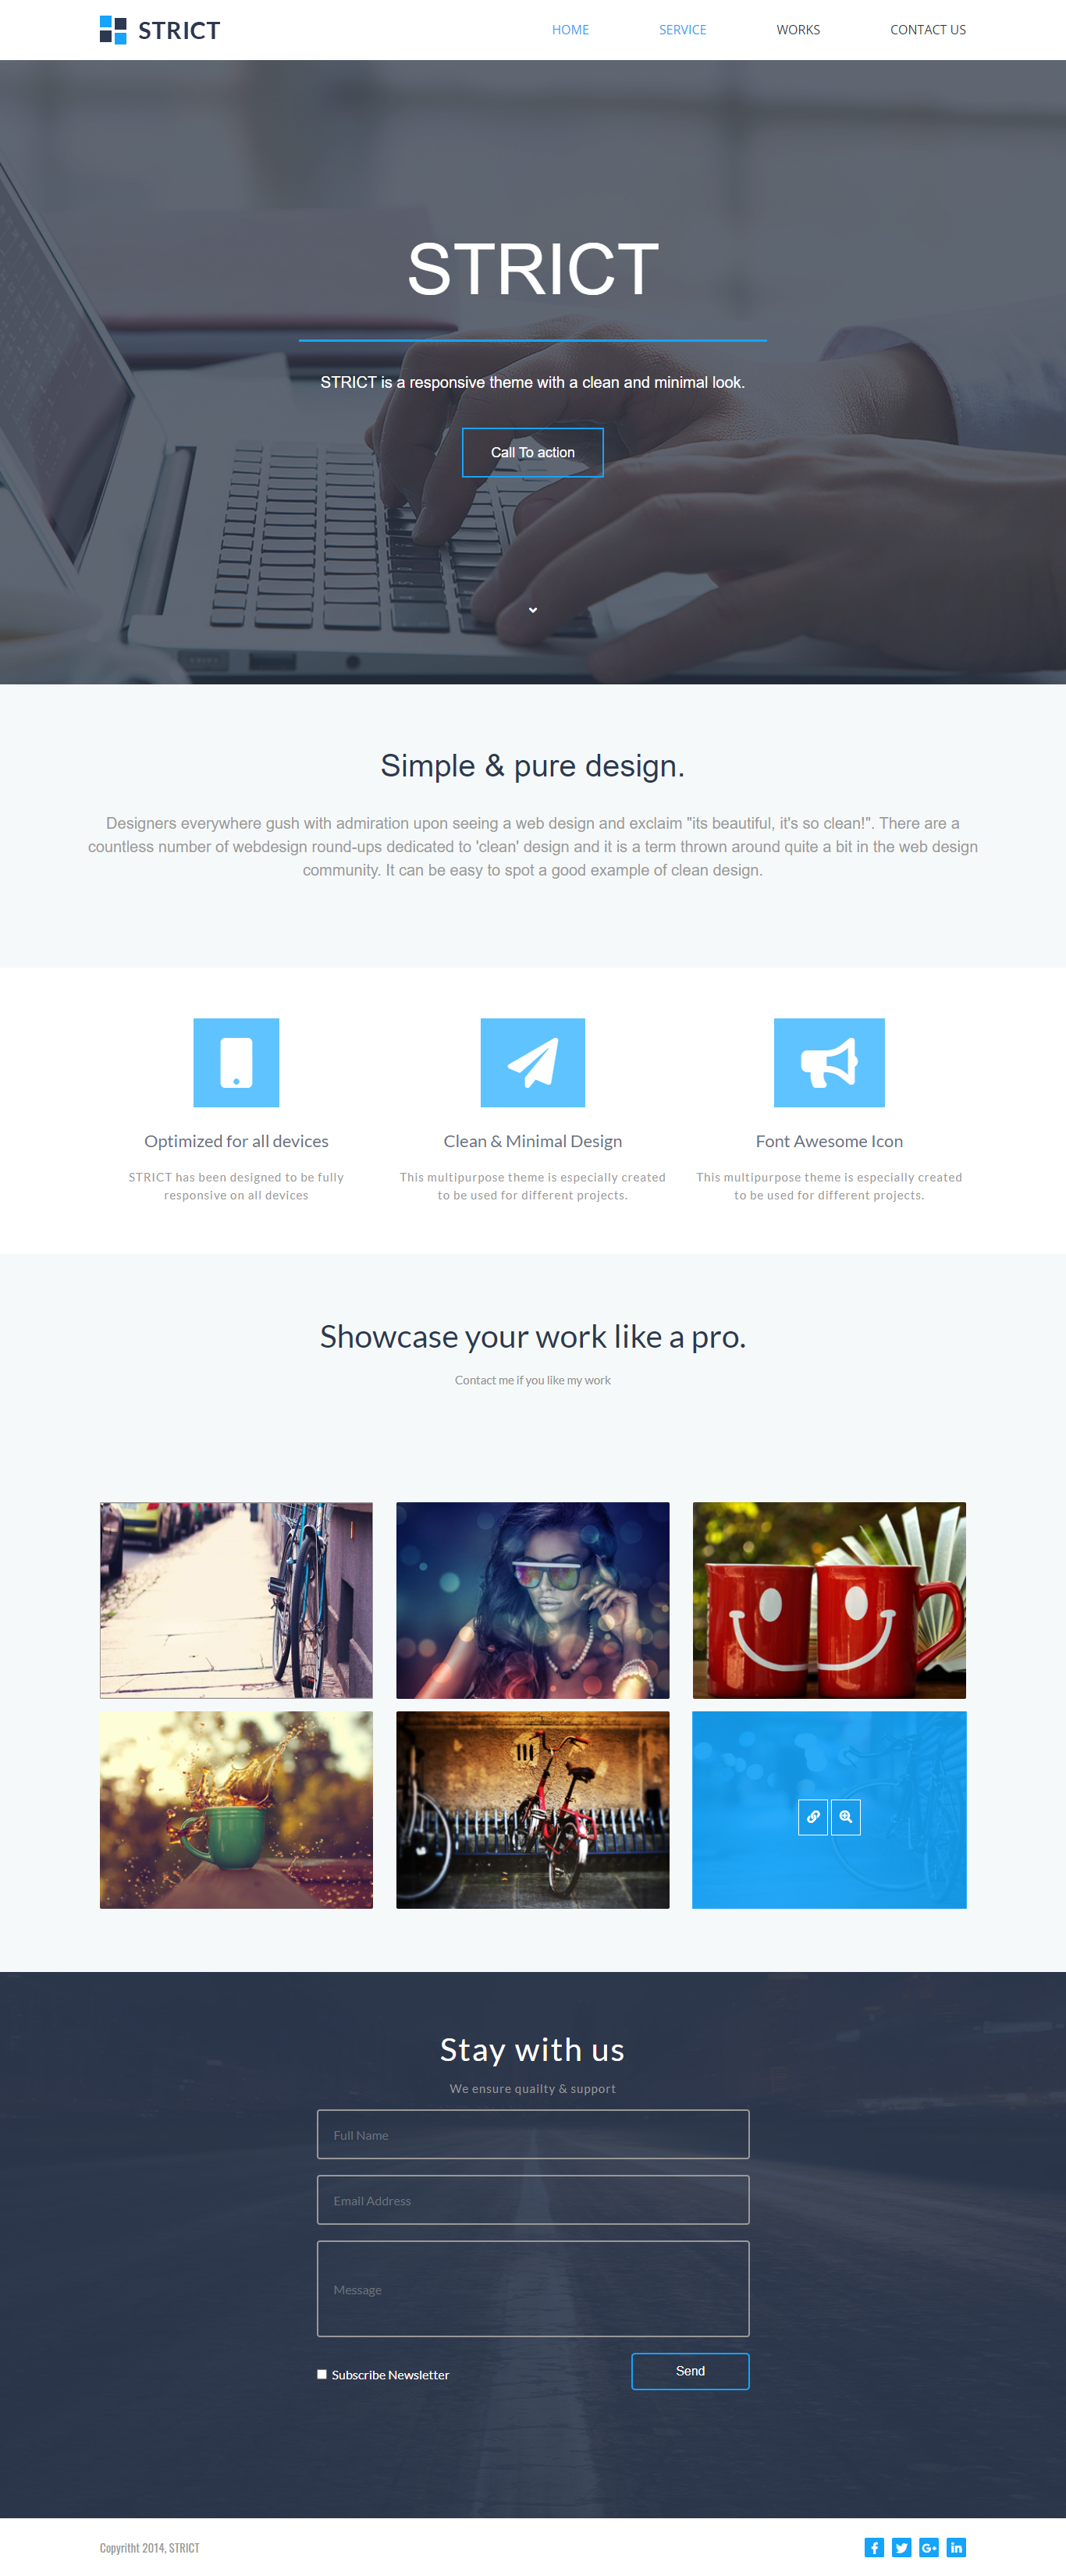 STRICT
HOME SERVICE WORKS CONTACT US
STRICT
STRICT is a responsive theme with a clean and minimal look.
Call To action
Simple & pure design.
Designers everywhere gush with admiration upon seeing a web design and exclaim "its beautiful, it's so clean!". There are a
countless number of webdesign round-ups dedicated to 'clean' design and it is a term thrown around quite a bit in the web design
community. It can be easy to spot a good example of clean design.
Optimized for all devices
STRICT has been designed to be fully
responsive on all devices
Clean & Minimal Design
This multipurpose theme is especially created
to be used for different projects.
Font Awesome Icon
This multipurpose theme is especially created
to be used for different projects.
Showcase your work like a pro.
Contact me if you like my work
Stay with us
We ensure quailty & support
Full Name
Email Address
Message
Subscribe Newsletter
Send
Copyritht 2014, STRICT